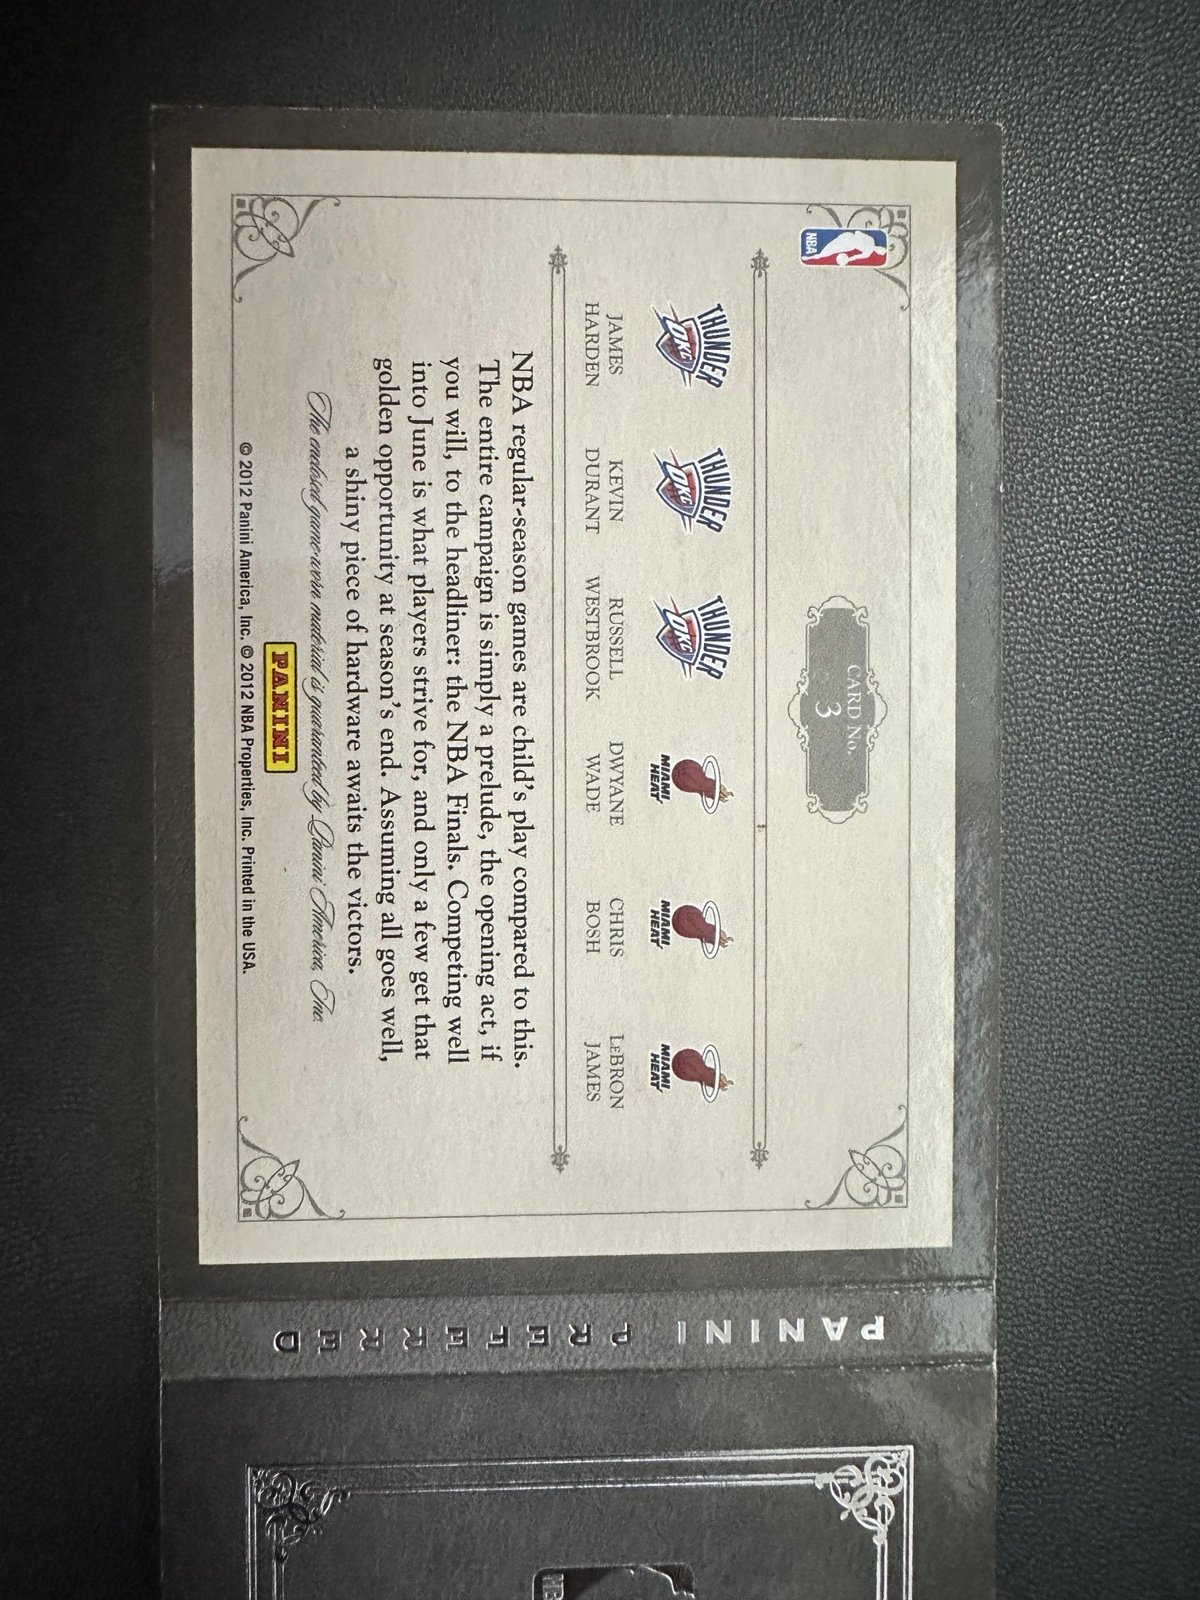 CARD No.
3
NBA
THUNDER THUNDER THUNDER
OKC OKC OKC
MIAMI MIAMI MIAMI
HEAT HEAT HEAT
JAMES KEVIN RUSSELL DWYANE CHRIS LEBRON
HARDEN DURANT WESTBROOK WADE BOSH JAMES
NBA regular-season games are child's play compared to this.
The entire campaign is simply a prelude, the opening act, if
you will, to the headliner: the NBA Finals. Competing well
into June is what players strive for, and only a few get that
golden opportunity at season's end. Assuming all goes well,
a shiny piece of hardware awaits the victors.
The enclosed game-worn material is guaranteed by Panini America, Inc.
PANINI
© 2012 Panini America, Inc. © 2012 NBA Properties, Inc. Printed in the USA.
PANINI PREFERRED